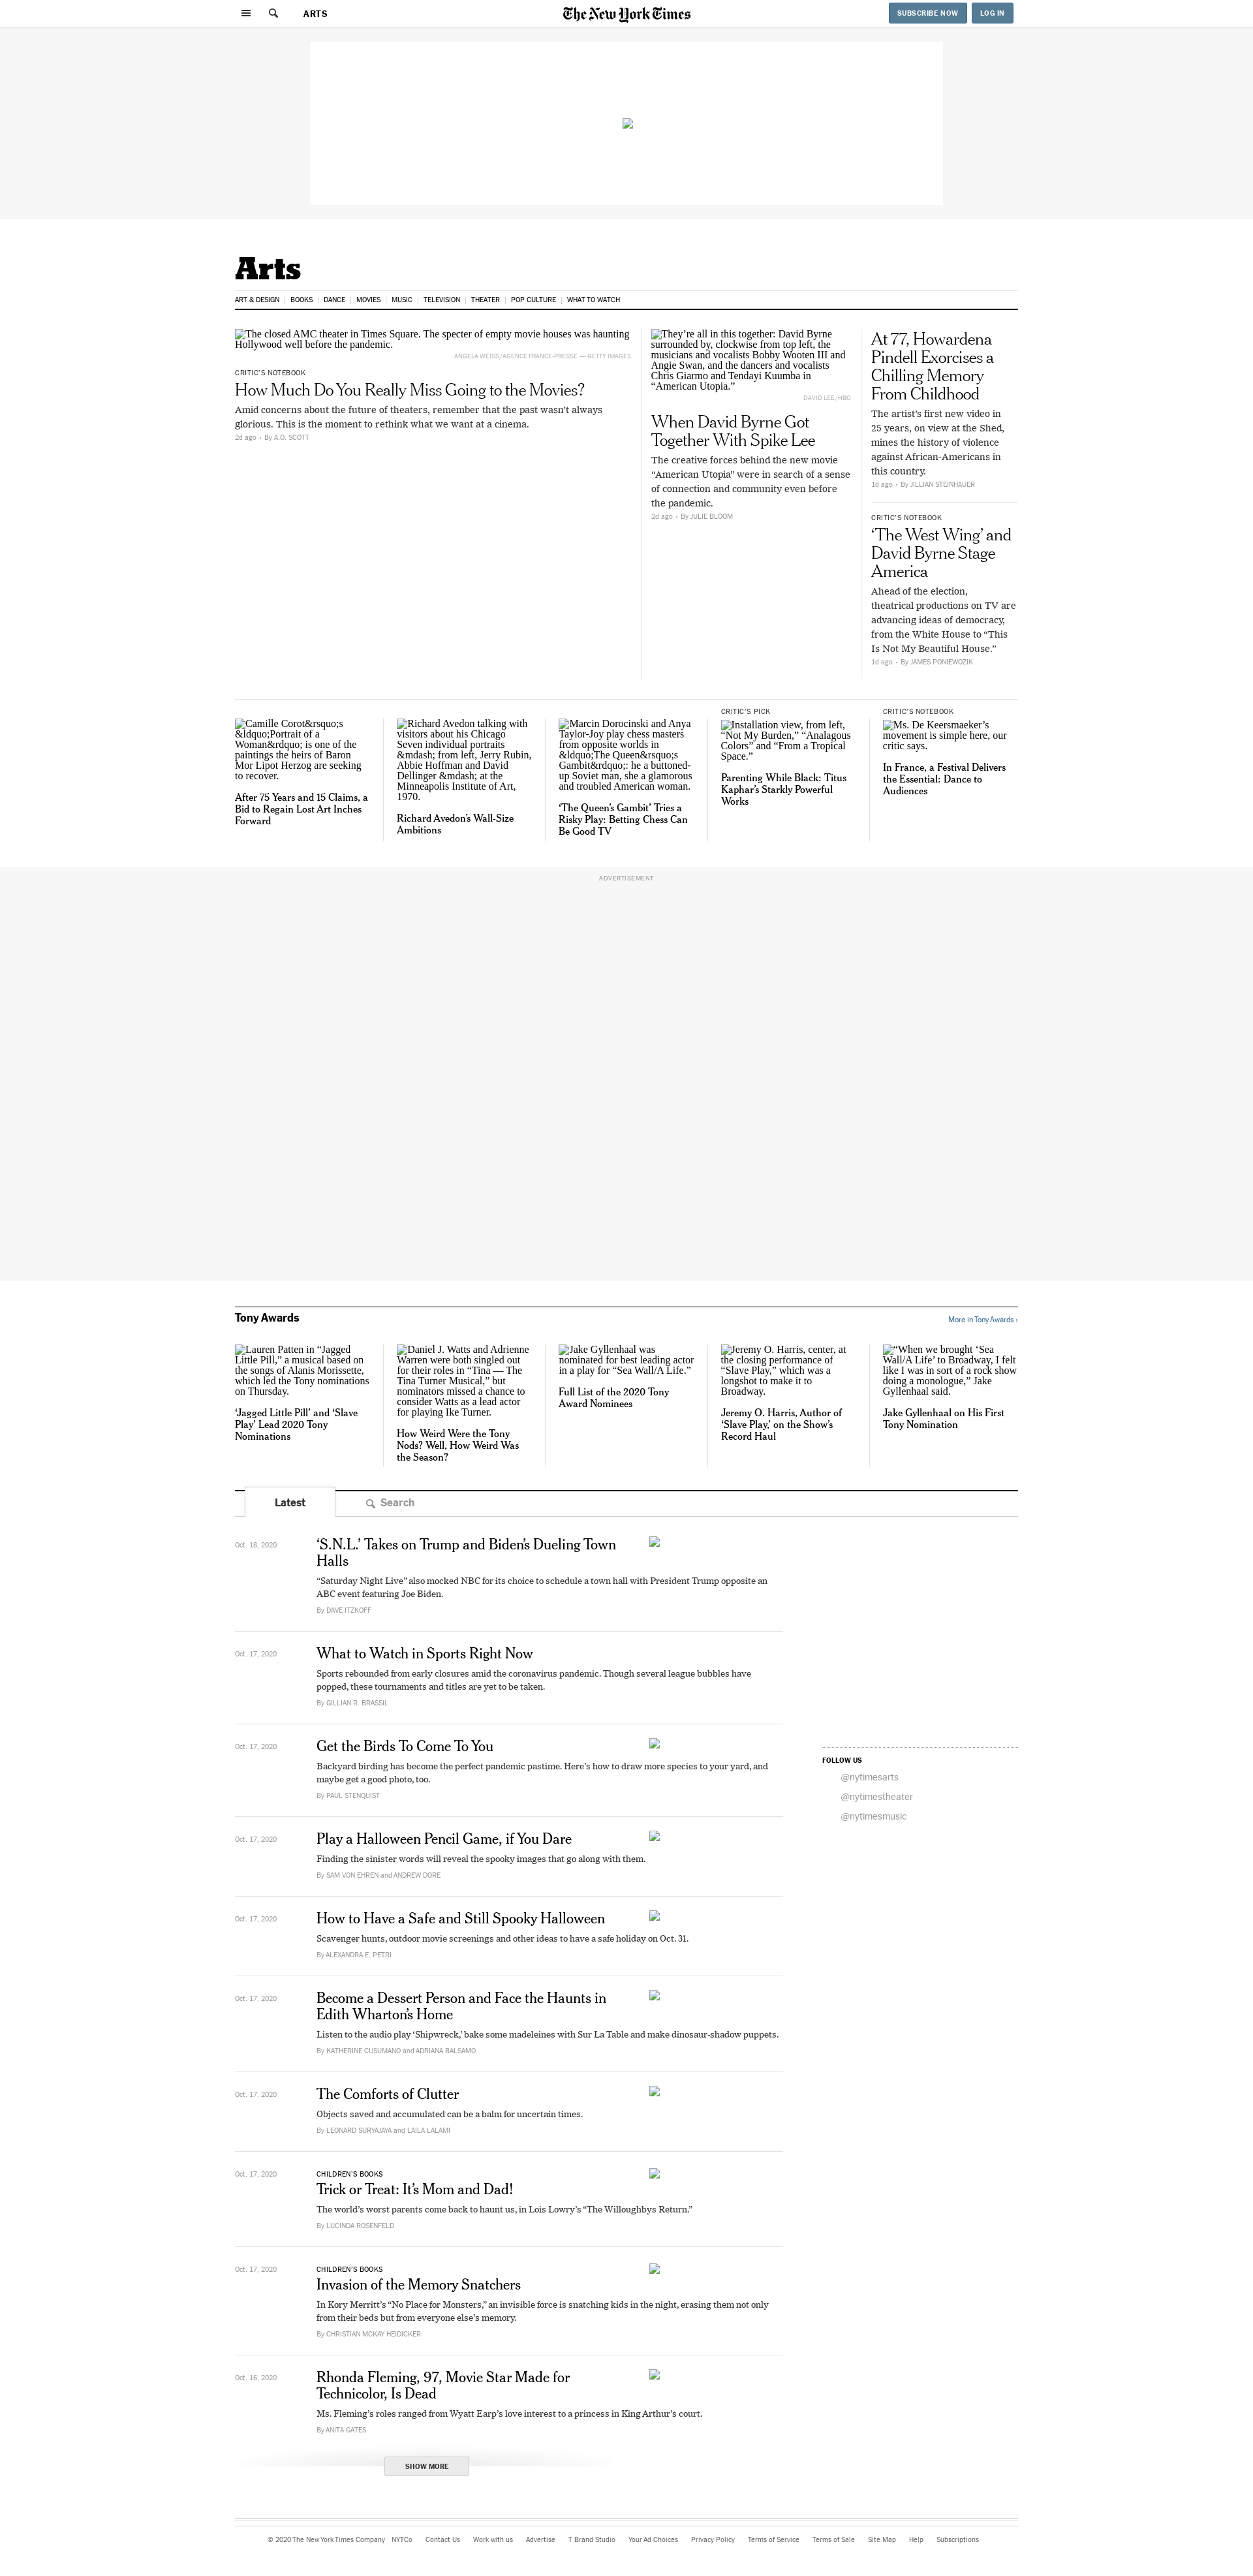 ARTS
The New York Times
SUBSCRIBE NOW
LOG IN
Arts
ART & DESIGN
BOOKS
DANCE
MOVIES
MUSIC
TELEVISION
THEATER
POP CULTURE
WHAT TO WATCH
The closed AMC theater in Times Square. The specter of empty movie houses was haunting
Hollywood well before the pandemic.
ANGELA WEISS/AGENCE FRANCE-PRESSE — GETTY IMAGES
CRITIC'S NOTEBOOK
How Much Do You Really Miss Going to the Movies?
Amid concerns about the future of theaters, remember that the past wasn't always
glorious. This is the moment to rethink what we want at a cinema.
2d ago • By A.O. SCOTT
They're all in this together: David Byrne
surrounded by, clockwise from top left, the
musicians and vocalists Bobby Wooten III and
Angie Swan, and the dancers and vocalists
Chris Giarmo and Tendayi Kuumba in
“American Utopia.”
DAVID LEE/HBO
When David Byrne Got
Together With Spike Lee
The creative forces behind the new movie
“American Utopia” were in search of a sense
of connection and community even before
the pandemic.
2d ago • By JULIE BLOOM
At 77, Howardena
Pindell Exorcises a
Chilling Memory
From Childhood
The artist's first new video in
25 years, on view at the Shed,
mines the history of violence
against African-Americans in
this country.
1d ago • By JILLIAN STEINHAUER
CRITIC'S NOTEBOOK
‘The West Wing’ and
David Byrne Stage
America
Ahead of the election,
theatrical productions on TV are
advancing ideas of democracy,
from the White House to “This
Is Not My Beautiful House.”
1d ago • By JAMES PONIEWOZIK
Camille Corot&rsquo;s
&ldquo;Portrait of a
Woman&rdquo; is one of the
paintings the heirs of Baron
Mor Lipot Herzog are seeking
to recover.
After 75 Years and 15 Claims, a
Bid to Regain Lost Art Inches
Forward
Richard Avedon talking with
visitors about his Chicago
Seven individual portraits
&mdash; from left, Jerry Rubin,
Abbie Hoffman and David
Dellinger &mdash; at the
Minneapolis Institute of Art,
1970.
Richard Avedon's Wall-Size
Ambitions
Marcin Dorocinski and Anya
Taylor-Joy play chess masters
from opposite worlds in
&ldquo;The Queen&rsquo;s
Gambit&rdquo;: he a buttoned-
up Soviet man, she a glamorous
and troubled American woman.
‘The Queen's Gambit’ Tries a
Risky Play: Betting Chess Can
Be Good TV
CRITIC'S PICK
Installation view, from left,
“Not My Burden,” “Analagous
Colors” and “From a Tropical
Space.”
Parenting While Black: Titus
Kaphar's Starkly Powerful
Works
CRITIC'S NOTEBOOK
Ms. De Keersmaeker's
movement is simple here, our
critic says.
In France, a Festival Delivers
the Essential: Dance to
Audiences
ADVERTISEMENT
Tony Awards
More in Tony Awards ›
Lauren Patten in “Jagged
Little Pill,” a musical based on
the songs of Alanis Morissette,
which led the Tony nominations
on Thursday.
‘Jagged Little Pill’ and ‘Slave
Play’ Lead 2020 Tony
Nominations
Daniel J. Watts and Adrienne
Warren were both singled out
for their roles in “Tina — The
Tina Turner Musical,” but
nominators missed a chance to
consider Watts as a lead actor
for playing Ike Turner.
How Weird Were the Tony
Nods? Well, How Weird Was
the Season?
Jake Gyllenhaal was
nominated for best leading actor
in a play for “Sea Wall/A Life.”
Full List of the 2020 Tony
Award Nominees
Jeremy O. Harris, center, at
the closing performance of
“Slave Play,” which was a
longshot to make it to
Broadway.
Jeremy O. Harris, Author of
‘Slave Play,’ on the Show's
Record Haul
“When we brought ‘Sea
Wall/A Life’ to Broadway, I felt
like I was in sort of a rock show
doing a monologue,” Jake
Gyllenhaal said.
Jake Gyllenhaal on His First
Tony Nomination
Latest
Search
Oct. 18, 2020
‘S.N.L.’ Takes on Trump and Biden's Dueling Town
Halls
“Saturday Night Live” also mocked NBC for its choice to schedule a town hall with President Trump opposite an
ABC event featuring Joe Biden.
By DAVE ITZKOFF
Oct. 17, 2020
What to Watch in Sports Right Now
Sports rebounded from early closures amid the coronavirus pandemic. Though several league bubbles have
popped, these tournaments and titles are yet to be taken.
By GILLIAN R. BRASSIL
Oct. 17, 2020
Get the Birds To Come To You
Backyard birding has become the perfect pandemic pastime. Here's how to draw more species to your yard, and
maybe get a good photo, too.
By PAUL STENQUIST
Oct. 17, 2020
Play a Halloween Pencil Game, if You Dare
Finding the sinister words will reveal the spooky images that go along with them.
By SAM VON EHREN and ANDREW DORE
Oct. 17, 2020
How to Have a Safe and Still Spooky Halloween
Scavenger hunts, outdoor movie screenings and other ideas to have a safe holiday on Oct. 31.
By ALEXANDRA E. PETRI
Oct. 17, 2020
Become a Dessert Person and Face the Haunts in
Edith Wharton's Home
Listen to the audio play ‘Shipwreck,’ bake some madeleines with Sur La Table and make dinosaur-shadow puppets.
By KATHERINE CUSUMANO and ADRIANA BALSAMO
Oct. 17, 2020
The Comforts of Clutter
Objects saved and accumulated can be a balm for uncertain times.
By LEONARD SURYAJAYA and LAILA LALAMI
Oct. 17, 2020
CHILDREN'S BOOKS
Trick or Treat: It's Mom and Dad!
The world's worst parents come back to haunt us, in Lois Lowry's “The Willoughbys Return.”
By LUCINDA ROSENFELD
Oct. 17, 2020
CHILDREN'S BOOKS
Invasion of the Memory Snatchers
In Kory Merritt's “No Place for Monsters,” an invisible force is snatching kids in the night, erasing them not only
from their beds but from everyone else's memory.
By CHRISTIAN MCKAY HEIDICKER
Oct. 16, 2020
Rhonda Fleming, 97, Movie Star Made for
Technicolor, Is Dead
Ms. Fleming's roles ranged from Wyatt Earp's love interest to a princess in King Arthur's court.
By ANITA GATES
SHOW MORE
FOLLOW US
@nytimesarts
@nytimestheater
@nytimesmusic
© 2020 The New York Times Company
NYTCo
Contact Us
Work with us
Advertise
T Brand Studio
Your Ad Choices
Privacy Policy
Terms of Service
Terms of Sale
Site Map
Help
Subscriptions